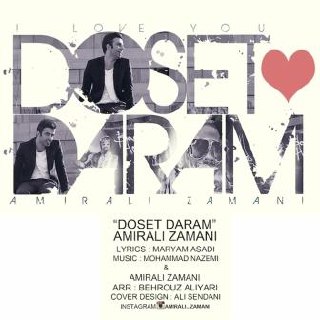 I LOVE YOU
DOSET
DARAM
AMIRALI ZAMANI
"DOSET DARAM"
AMIRALI ZAMANI
LYRICS : MARYAM ASADI
MUSIC : MOHAMMAD NAZEMI
&
AMIRALI ZAMANI
ARR : BEHROUZ ALIYARI
COVER DESIGN : ALI SENDANI
INSTAGRAM AMIRALI_ZAMANI